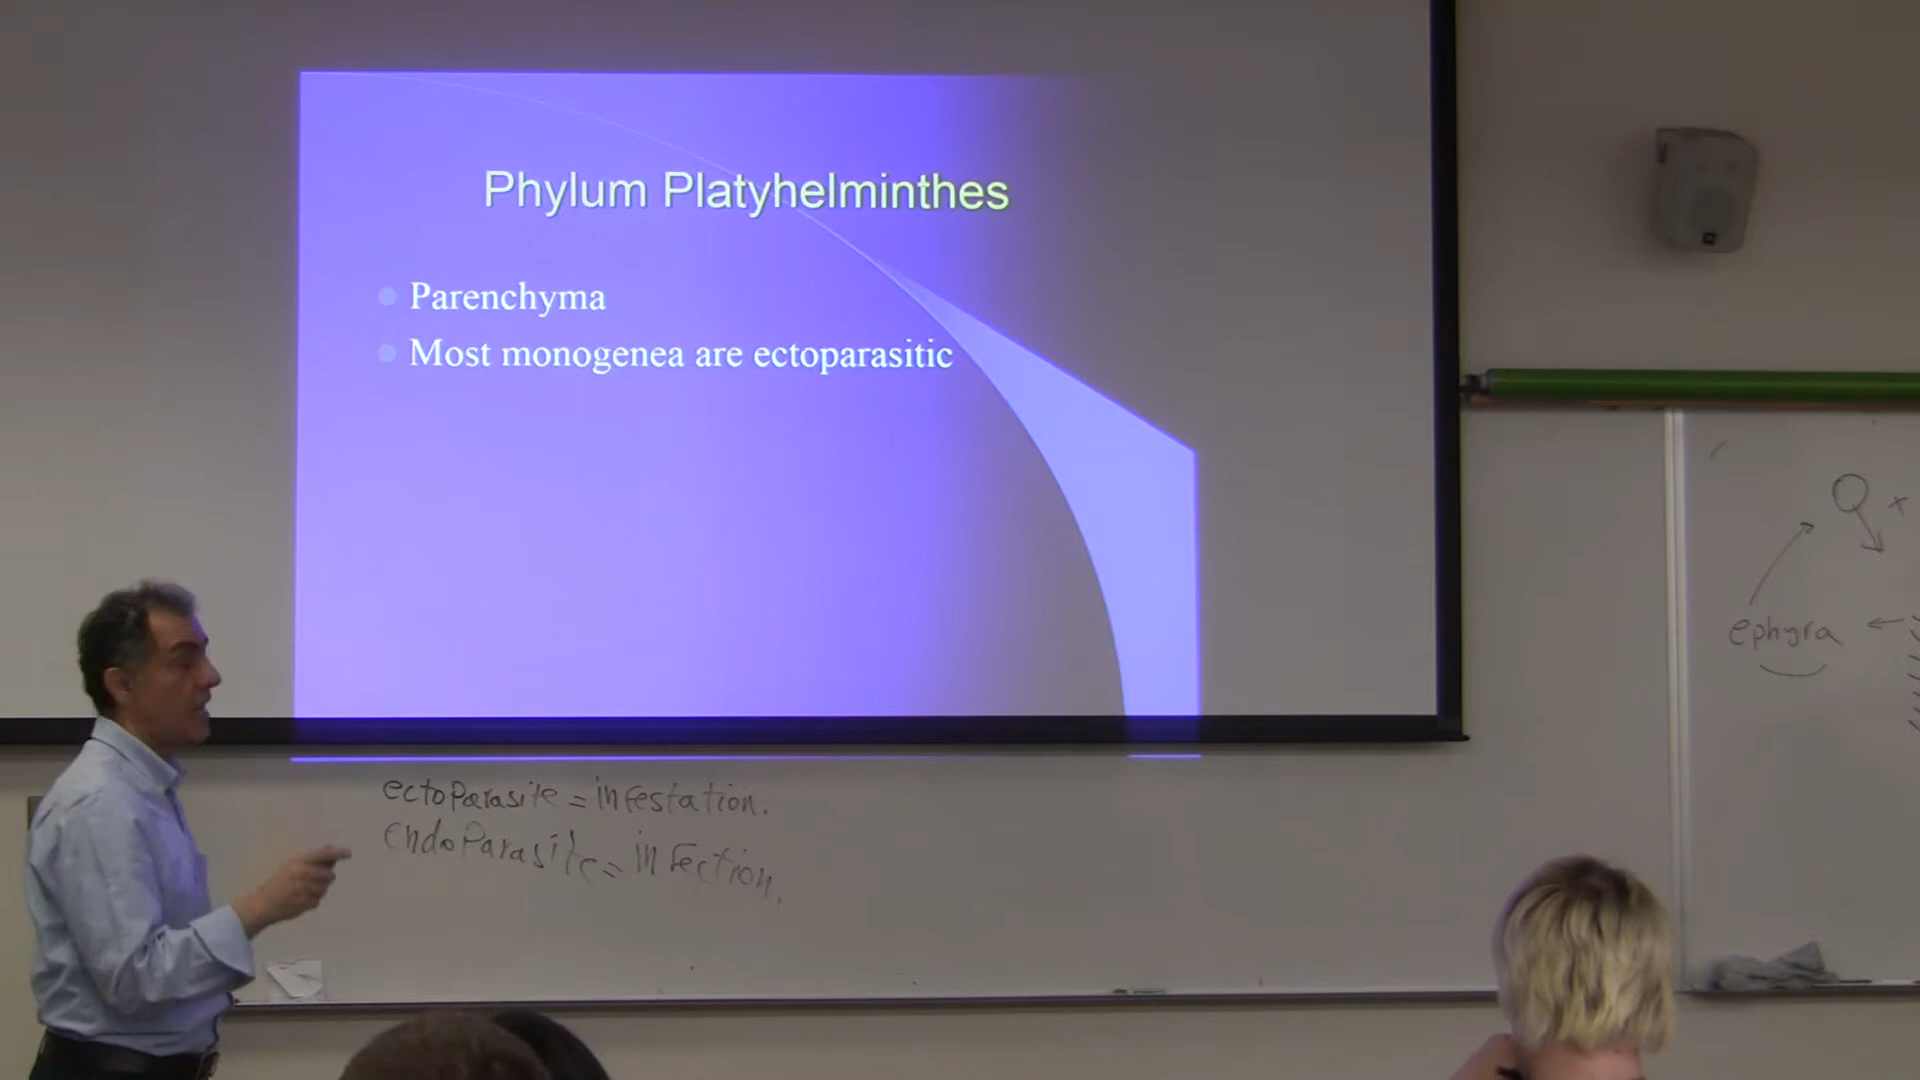 Phylum Platyhelminthes
Parenchyma
Most monogenea are ectoparasitic
ectoParasite = infestation.
endoParasite = infection.
ephyra